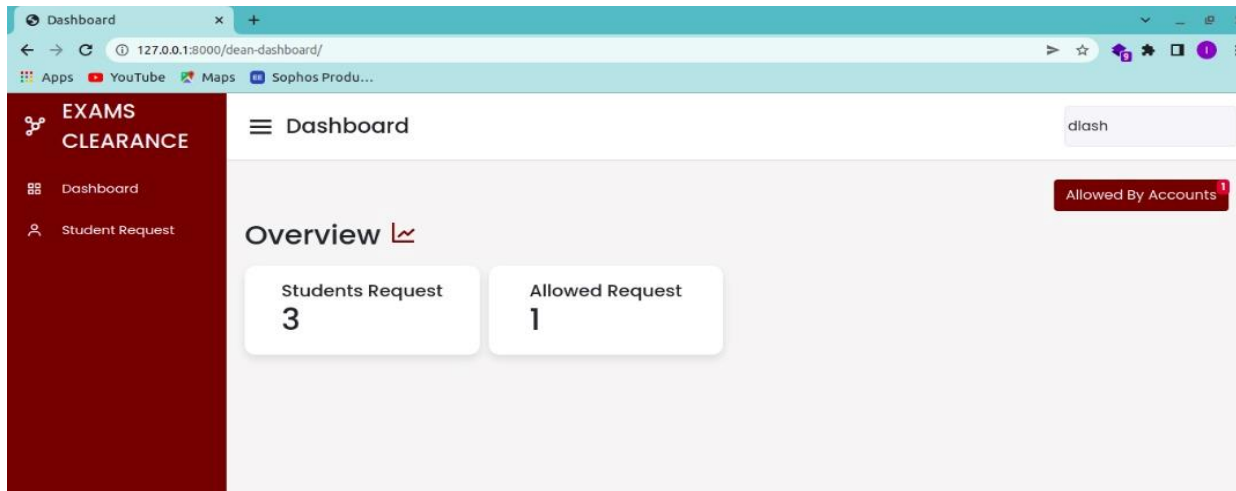 Dashboard
127.0.0.1:8000/dean-dashboard/
Apps YouTube Maps Sophos Produ...
EXAMS
CLEARANCE
Dashboard
dlash
Dashboard
Student Request
Allowed By Accounts 1
Overview
Students Request
3
Allowed Request
1
9
I